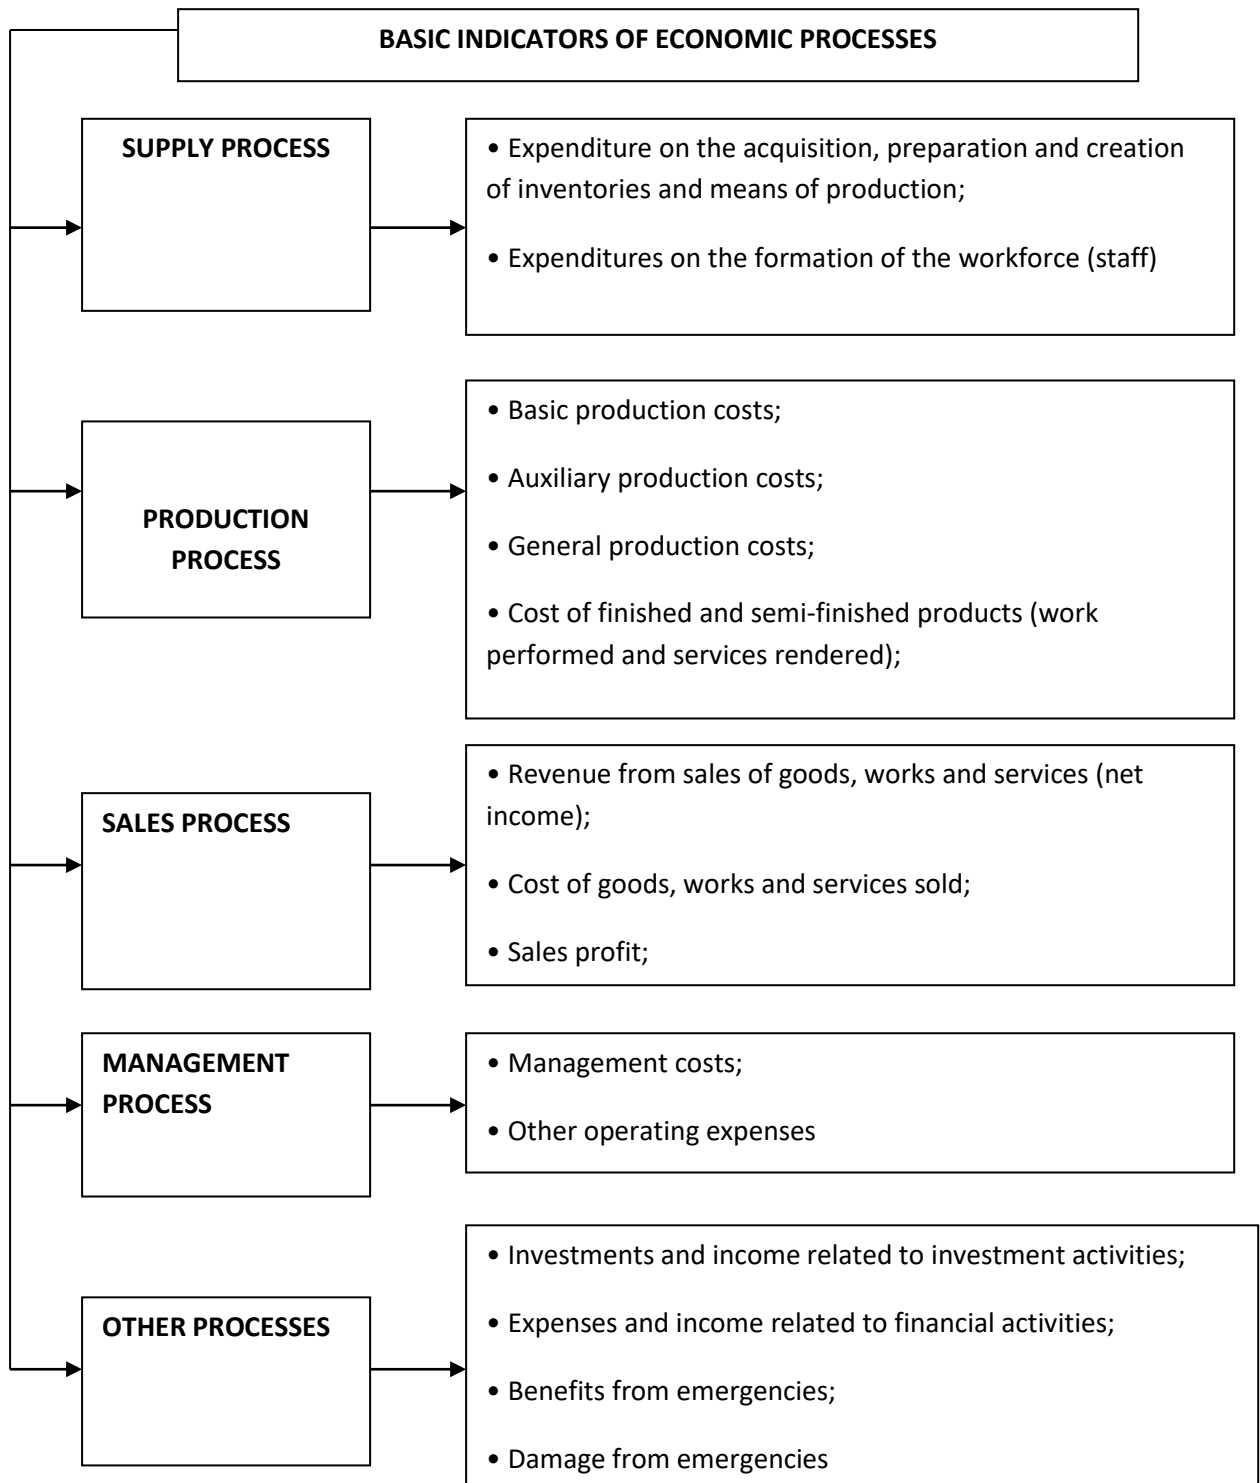 BASIC INDICATORS OF ECONOMIC PROCESSES
SUPPLY PROCESS
• Expenditure on the acquisition, preparation and creation
of inventories and means of production;
• Expenditures on the formation of the workforce (staff)
PRODUCTION
PROCESS
• Basic production costs;
• Auxiliary production costs;
• General production costs;
• Cost of finished and semi-finished products (work
performed and services rendered);
SALES PROCESS
• Revenue from sales of goods, works and services (net
income);
• Cost of goods, works and services sold;
• Sales profit;
MANAGEMENT
PROCESS
• Management costs;
• Other operating expenses
OTHER PROCESSES
• Investments and income related to investment activities;
• Expenses and income related to financial activities;
• Benefits from emergencies;
• Damage from emergencies